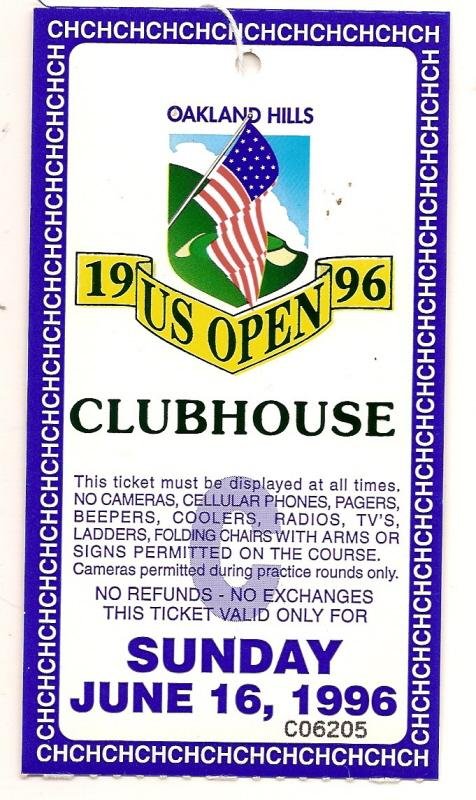 CHCHCHCHCHCHCHCHCHCHCHCH
OAKLAND HILLS
19 US OPEN 96
CLUBHOUSE
C
This ticket must be displayed at all times.
NO CAMERAS, CELLULAR PHONES, PAGERS,
BEEPERS, COOLERS, RADIOS, TV'S,
LADDERS, FOLDING CHAIRS WITH ARMS OR
SIGNS PERMITTED ON THE COURSE.
Cameras permitted during practice rounds only.
NO REFUNDS - NO EXCHANGES
THIS TICKET VALID ONLY FOR
SUNDAY
JUNE 16, 1996
C06205
CHCHCHCHCHCHCHCHCHCHCHCH